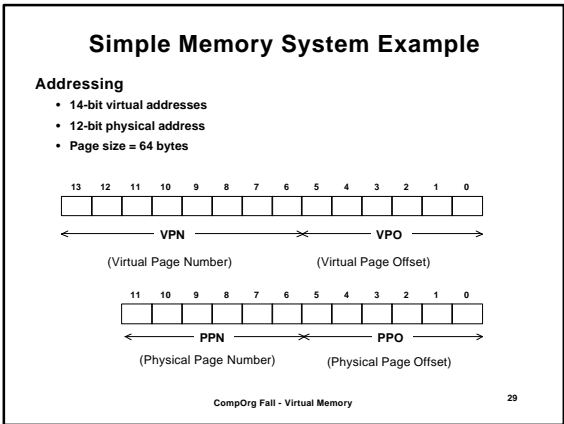 Simple Memory System Example
Addressing
• 14-bit virtual addresses
• 12-bit physical address
• Page size = 64 bytes
13 12 11 10 9 8 7 6 5 4 3 2 1 0
VPN VPO
(Virtual Page Number) (Virtual Page Offset)
11 10 9 8 7 6 5 4 3 2 1 0
PPN PPO
(Physical Page Number) (Physical Page Offset)
CompOrg Fall - Virtual Memory 29